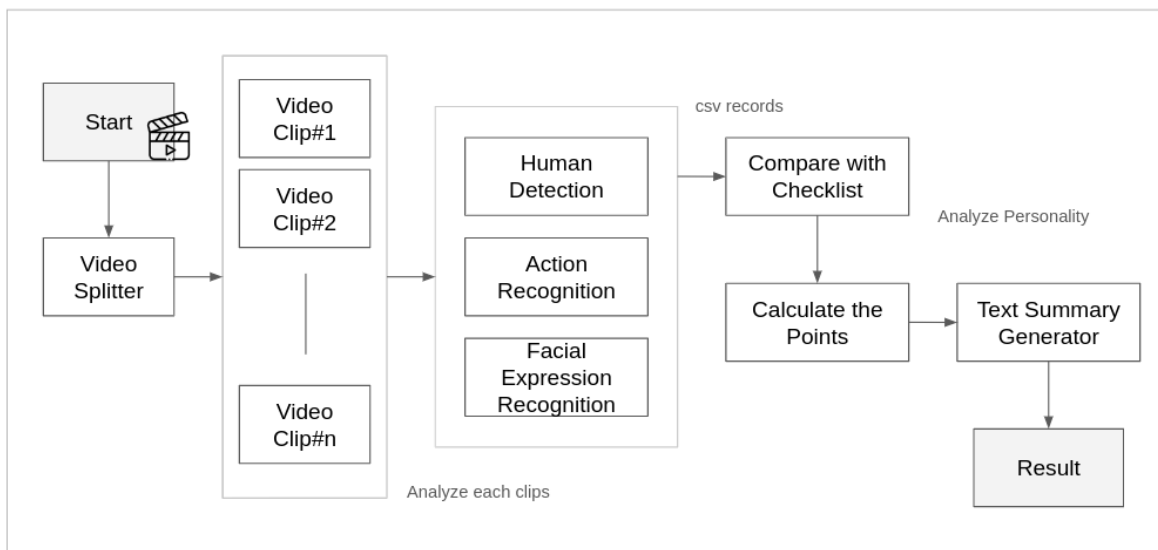 Start
Video
Splitter
Video
Clip#1
Video
Clip#2
Video
Clip#n
Analyze each clips
Human
Detection
Action
Recognition
Facial
Expression
Recognition
csv records
Compare with
Checklist
Calculate the
Points
Analyze Personality
Text Summary
Generator
Result